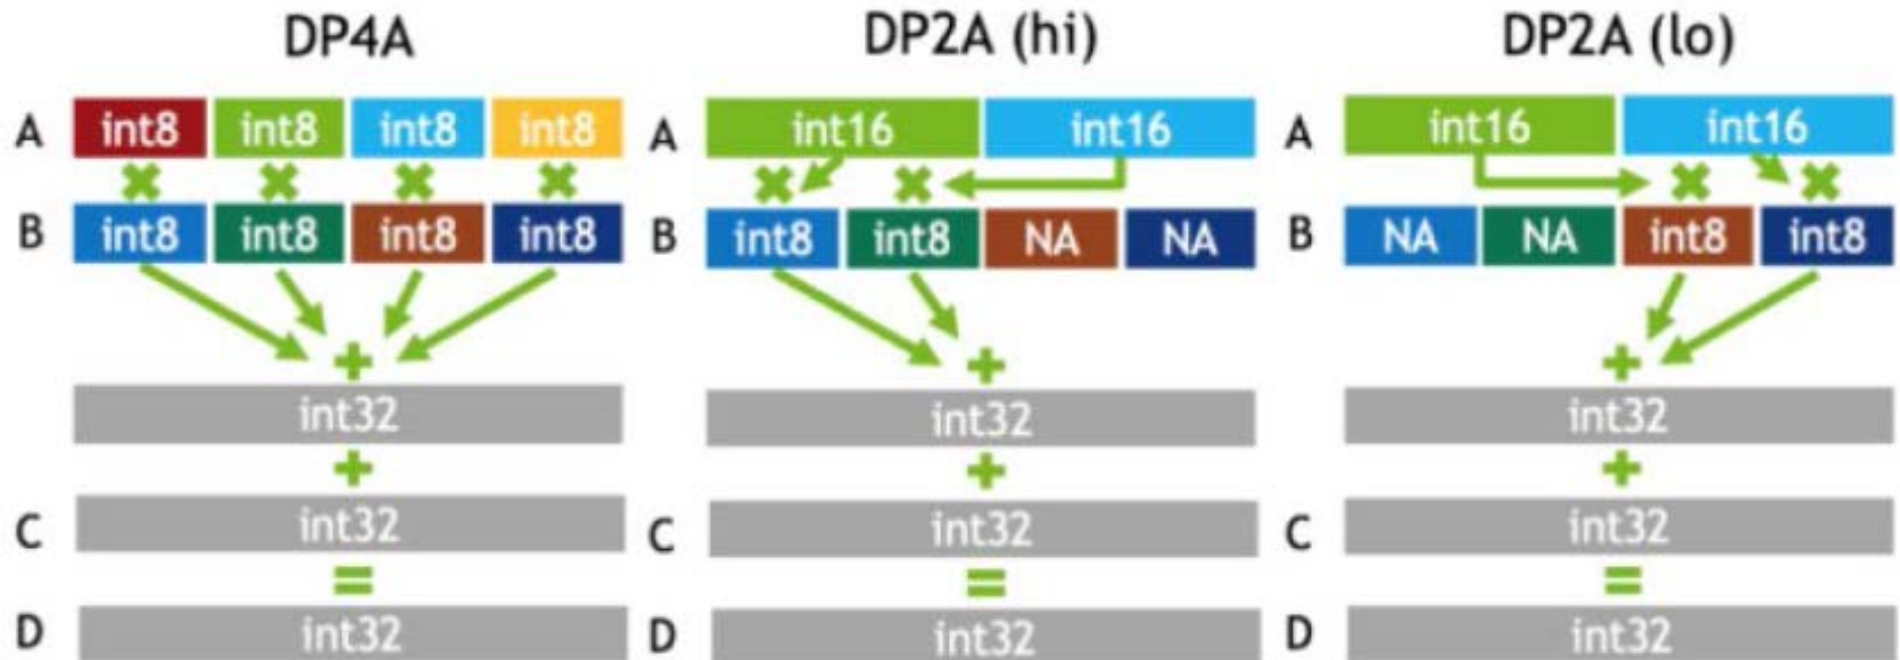 DP4A DP2A (hi) DP2A (lo)
A int8 int8 int8 int8 A int16 int16 A int16 int16
B int8 int8 int8 int8 B int8 int8 NA NA B NA NA int8 int8
int32 int32 int32
C int32 C int32 C int32
D int32 D int32 D int32